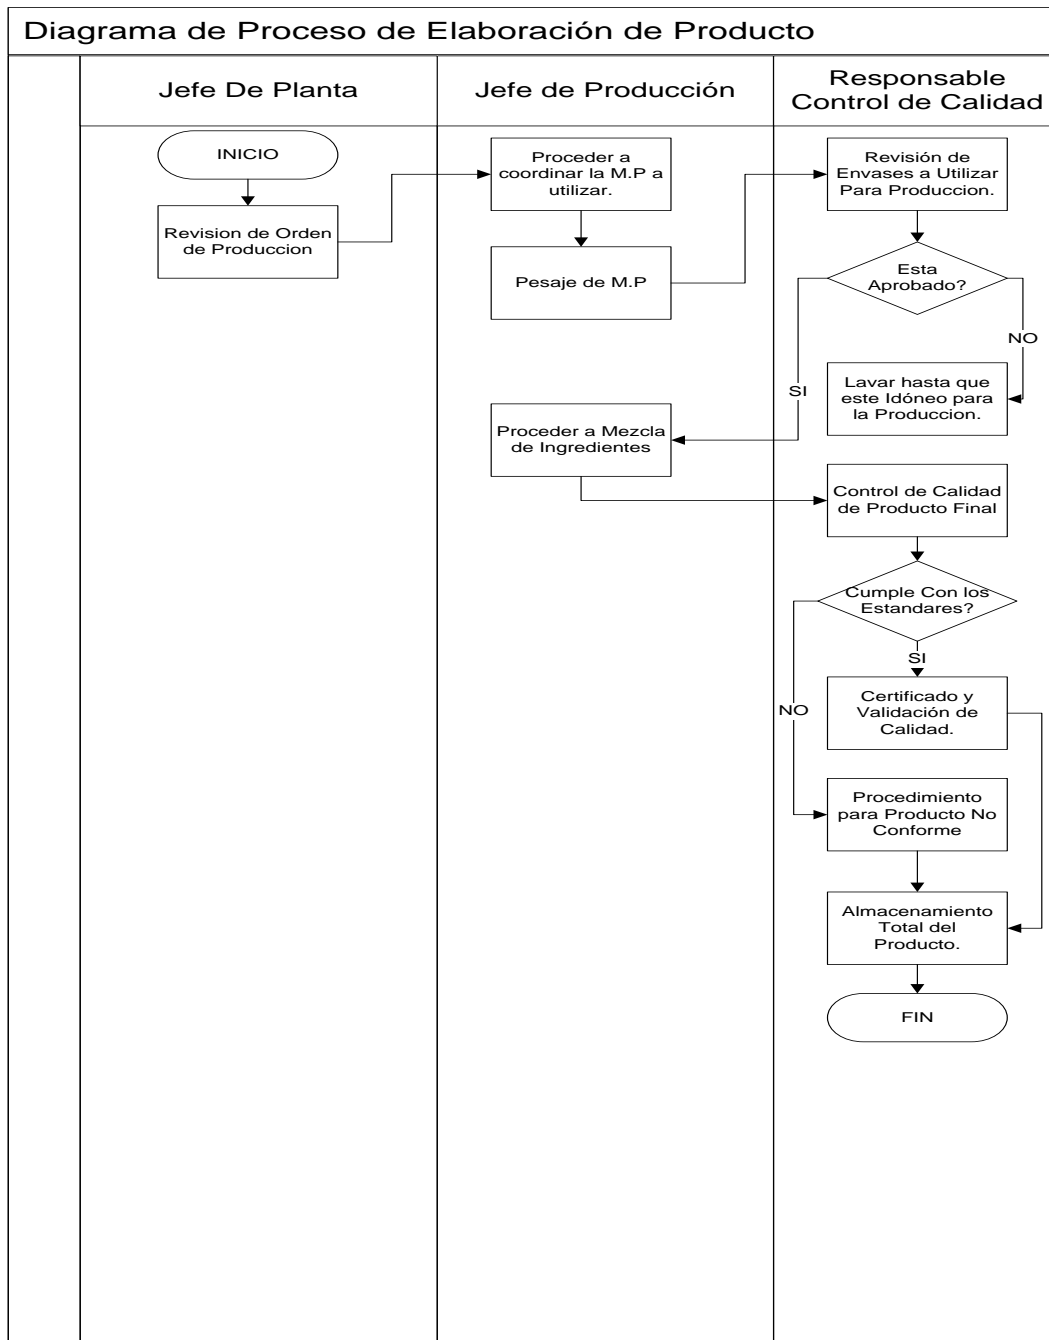 Diagrama de Proceso de Elaboración de Producto
Jefe De Planta
Jefe de Producción
Responsable
Control de Calidad
INICIO
Revision de Orden
de Produccion
Proceder a
coordinar la M.P a
utilizar.
Pesaje de M.P
Revisión de
Envases a Utilizar
Para Produccion.
Esta
Aprobado?
NO
SI
Lavar hasta que
este Idóneo para
la Produccion.
Proceder a Mezcla
de Ingredientes
Control de Calidad
de Producto Final
Cumple Con los
Estandares?
SI
NO
Certificado y
Validación de
Calidad.
Procedimiento
para Producto No
Conforme
Almacenamiento
Total del
Producto.
FIN